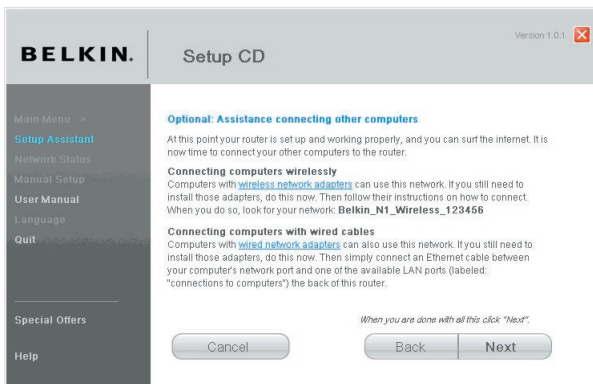 Version 1.0.1
BELKIN.
Setup CD
Main Menu >
Setup Assistant
Network Status
Manual Setup
User Manual
Language
Quit
Special Offers
Help
Optional: Assistance connecting other computers
At this point your router is set up and working properly, and you can surf the internet. It is
now time to connect your other computers to the router.
Connecting computers wirelessly
Computers with wireless network adapters can use this network. If you still need to
install those adapters, do this now. Then follow their instructions on how to connect.
When you do so, look for your network: Belkin_N1_Wireless_123456
Connecting computers with wired cables
Computers with wired network adapters can also use this network. If you still need to
install those adapters, do this now. Then simply connect an Ethernet cable between
your computer's network port and one of the available LAN ports (labeled:
"connections to computers") the back of this router.
When you are done with all this click "Next".
Cancel
Back
Next